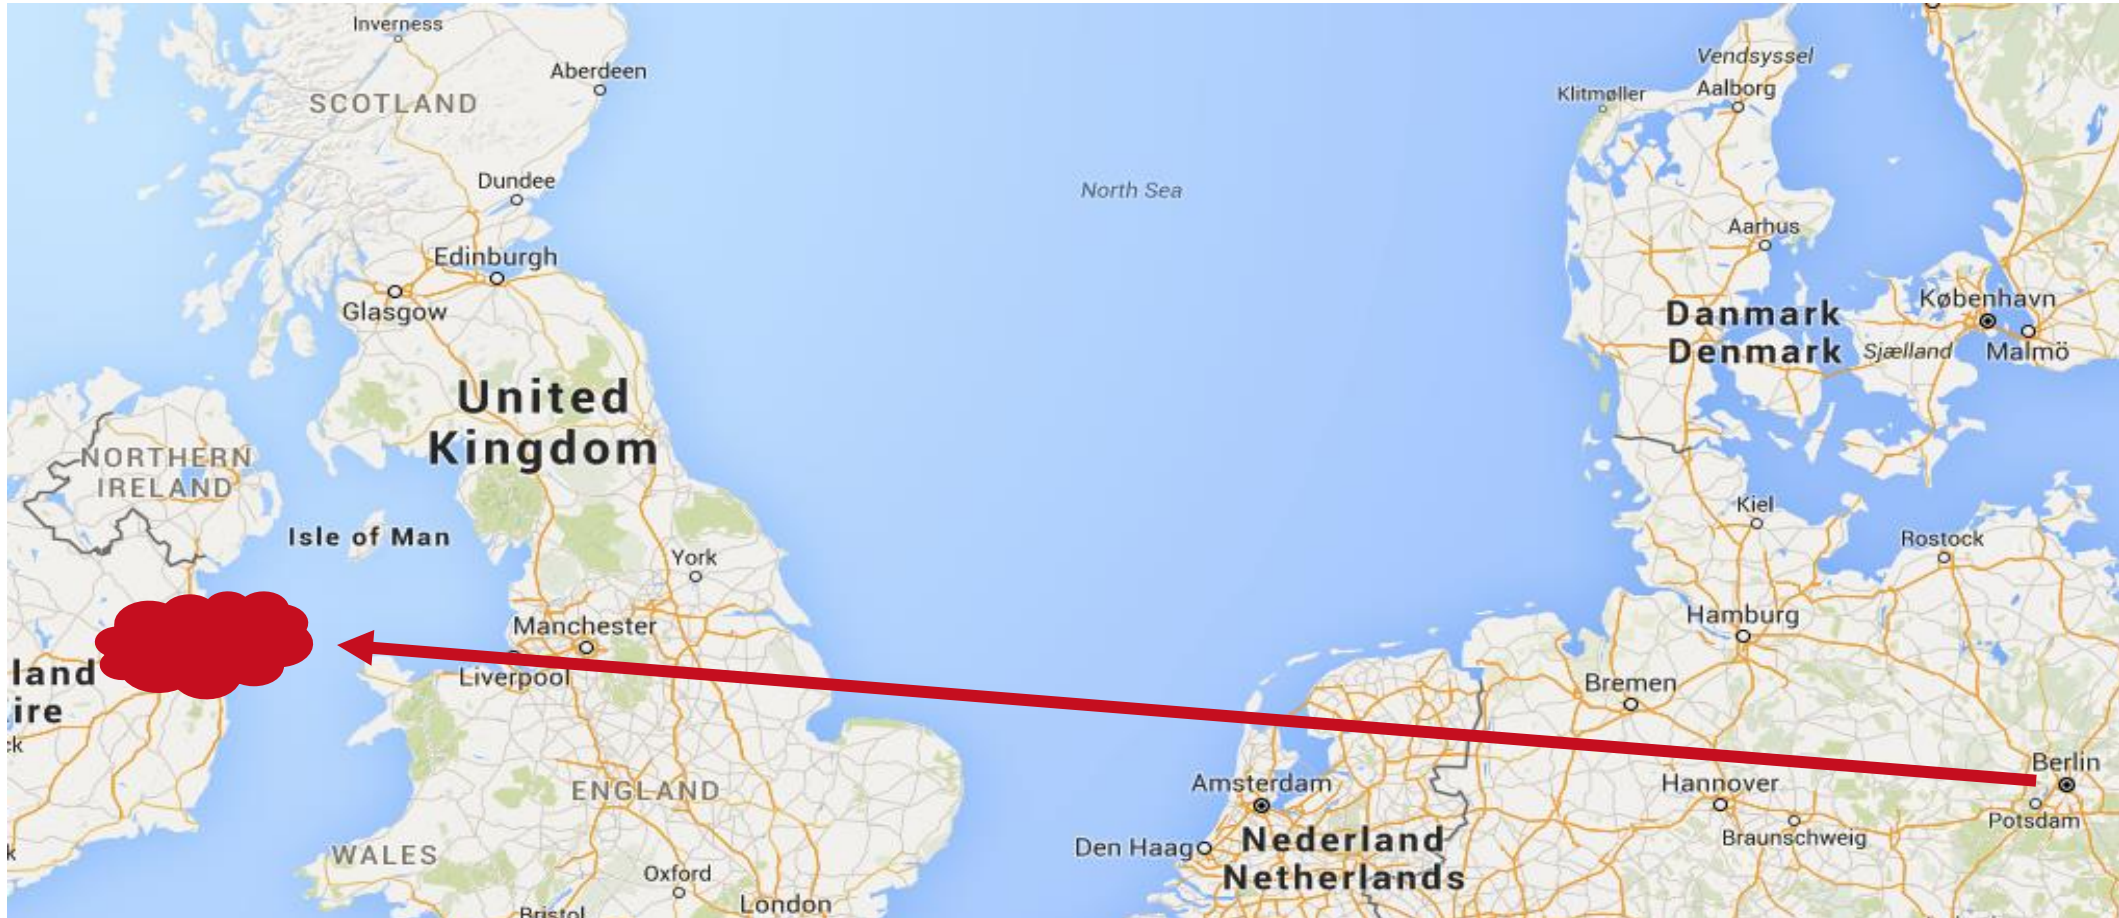 Inverness
Aberdeen
SCOTLAND
Dundee
Edinburgh
Glasgow
United
Kingdom
NORTHERN
IRELAND
Isle of Man
York
Manchester
Liverpool
land
ire
ck
k
ENGLAND
WALES
Oxford
London
Bristol
North Sea
Vendsyssel
Klitmøller
Aalborg
Aarhus
København
Danmark
Denmark
Sjælland
Malmö
Kiel
Rostock
Hamburg
Bremen
Berlin
Hannover
Potsdam
Braunschweig
Amsterdam
Den Haag
Nederland
Netherlands